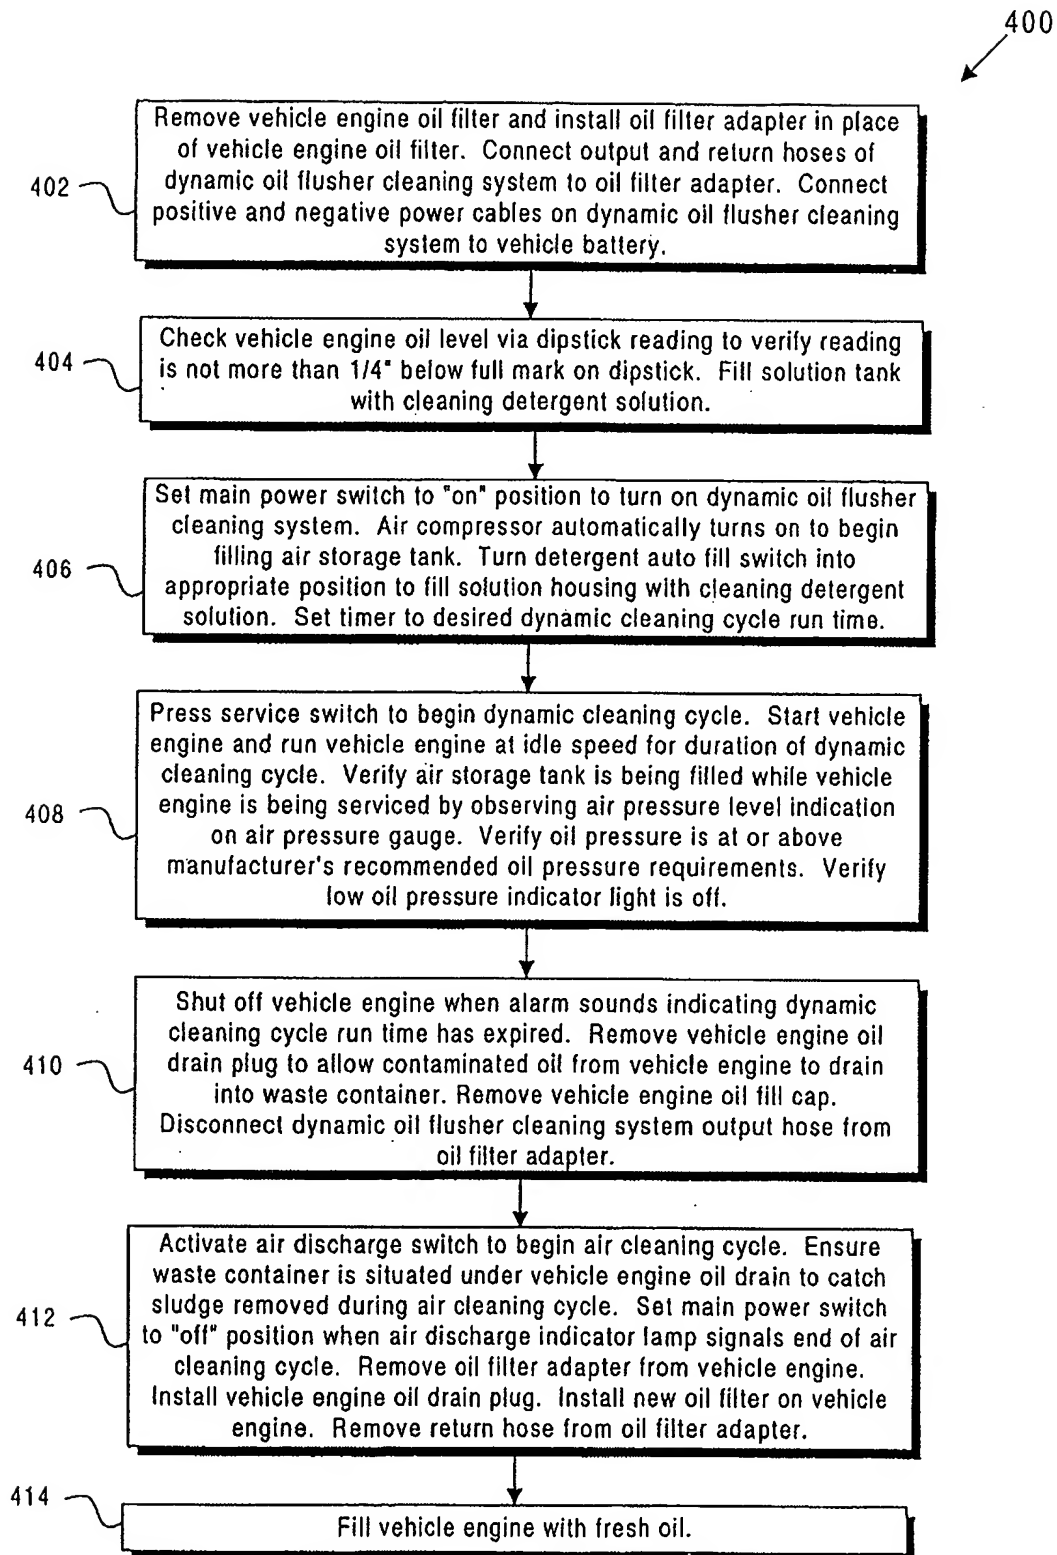 400
402
Remove vehicle engine oil filter and install oil filter adapter in place
of vehicle engine oil filter. Connect output and return hoses of
dynamic oil flusher cleaning system to oil filter adapter. Connect
positive and negative power cables on dynamic oil flusher cleaning
system to vehicle battery.
404
Check vehicle engine oil level via dipstick reading to verify reading
is not more than 1/4" below full mark on dipstick. Fill solution tank
with cleaning detergent solution.
406
Set main power switch to "on" position to turn on dynamic oil flusher
cleaning system. Air compressor automatically turns on to begin
filling air storage tank. Turn detergent auto fill switch into
appropriate position to fill solution housing with cleaning detergent
solution. Set timer to desired dynamic cleaning cycle run time.
408
Press service switch to begin dynamic cleaning cycle. Start vehicle
engine and run vehicle engine at idle speed for duration of dynamic
cleaning cycle. Verify air storage tank is being filled while vehicle
engine is being serviced by observing air pressure level indication
on air pressure gauge. Verify oil pressure is at or above
manufacturer's recommended oil pressure requirements. Verify
low oil pressure indicator light is off.
410
Shut off vehicle engine when alarm sounds indicating dynamic
cleaning cycle run time has expired. Remove vehicle engine oil
drain plug to allow contaminated oil from vehicle engine to drain
into waste container. Remove vehicle engine oil fill cap.
Disconnect dynamic oil flusher cleaning system output hose from
oil filter adapter.
412
Activate air discharge switch to begin air cleaning cycle. Ensure
waste container is situated under vehicle engine oil drain to catch
sludge removed during air cleaning cycle. Set main power switch
to "off" position when air discharge indicator lamp signals end of air
cleaning cycle. Remove oil filter adapter from vehicle engine.
Install vehicle engine oil drain plug. Install new oil filter on vehicle
engine. Remove return hose from oil filter adapter.
414
Fill vehicle engine with fresh oil.